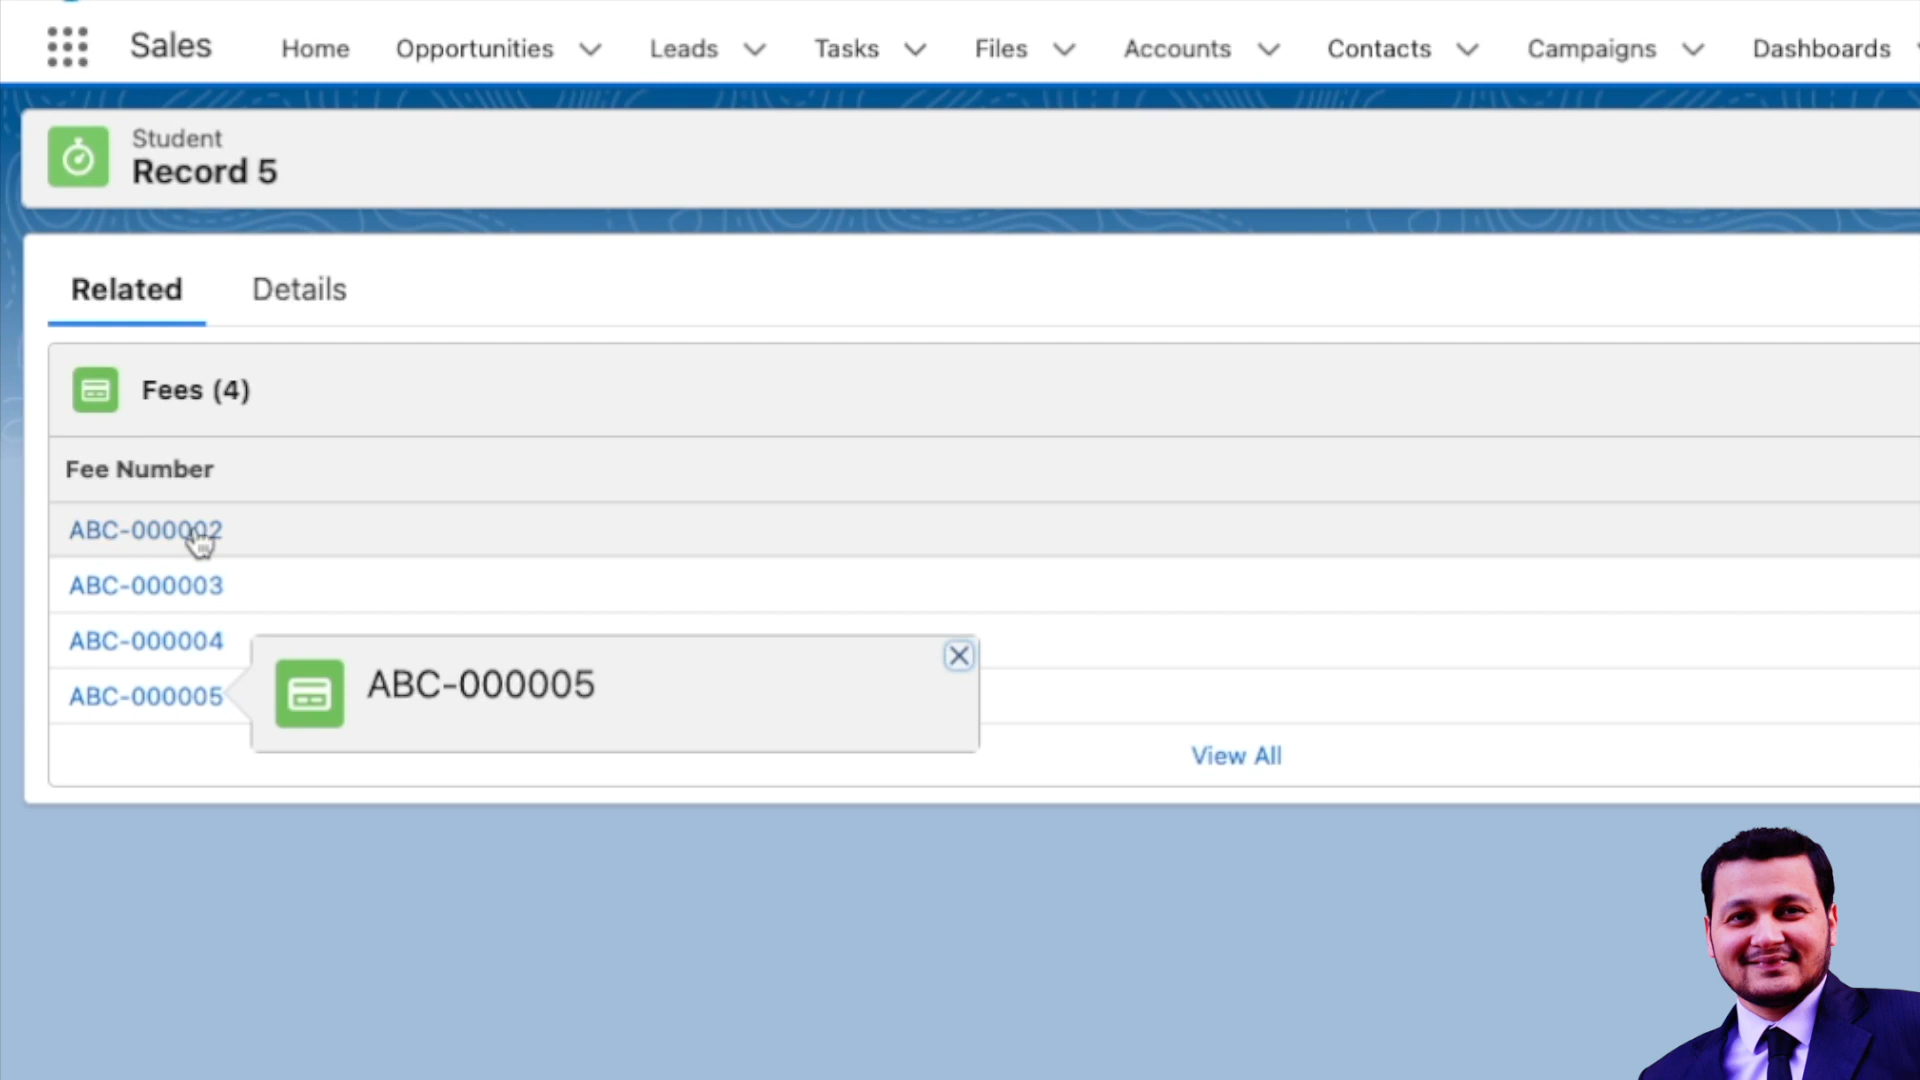 Sales Home Opportunities Leads Tasks Files Accounts Contacts Campaigns Dashboards
Student
Record 5
Related Details
Fees (4)
Fee Number
ABC-000002
ABC-000003
ABC-000004
ABC-000005
ABC-000005
View All